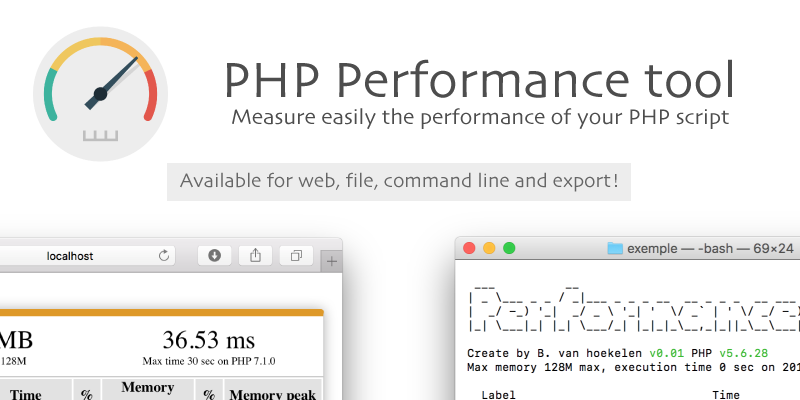 PHP Performance tool
Measure easily the performance of your PHP script
Available for web, file, command line and export!
localhost
MB
128M
36.53 ms
Max time 30 sec on PHP 7.1.0
Time % Memory % Memory peak
exemple — -bash — 69×24
Performance
Create by B. van hoekelen v0.01 PHP v5.6.28
Max memory 128M max, execution time 0 sec on 201
Label Time